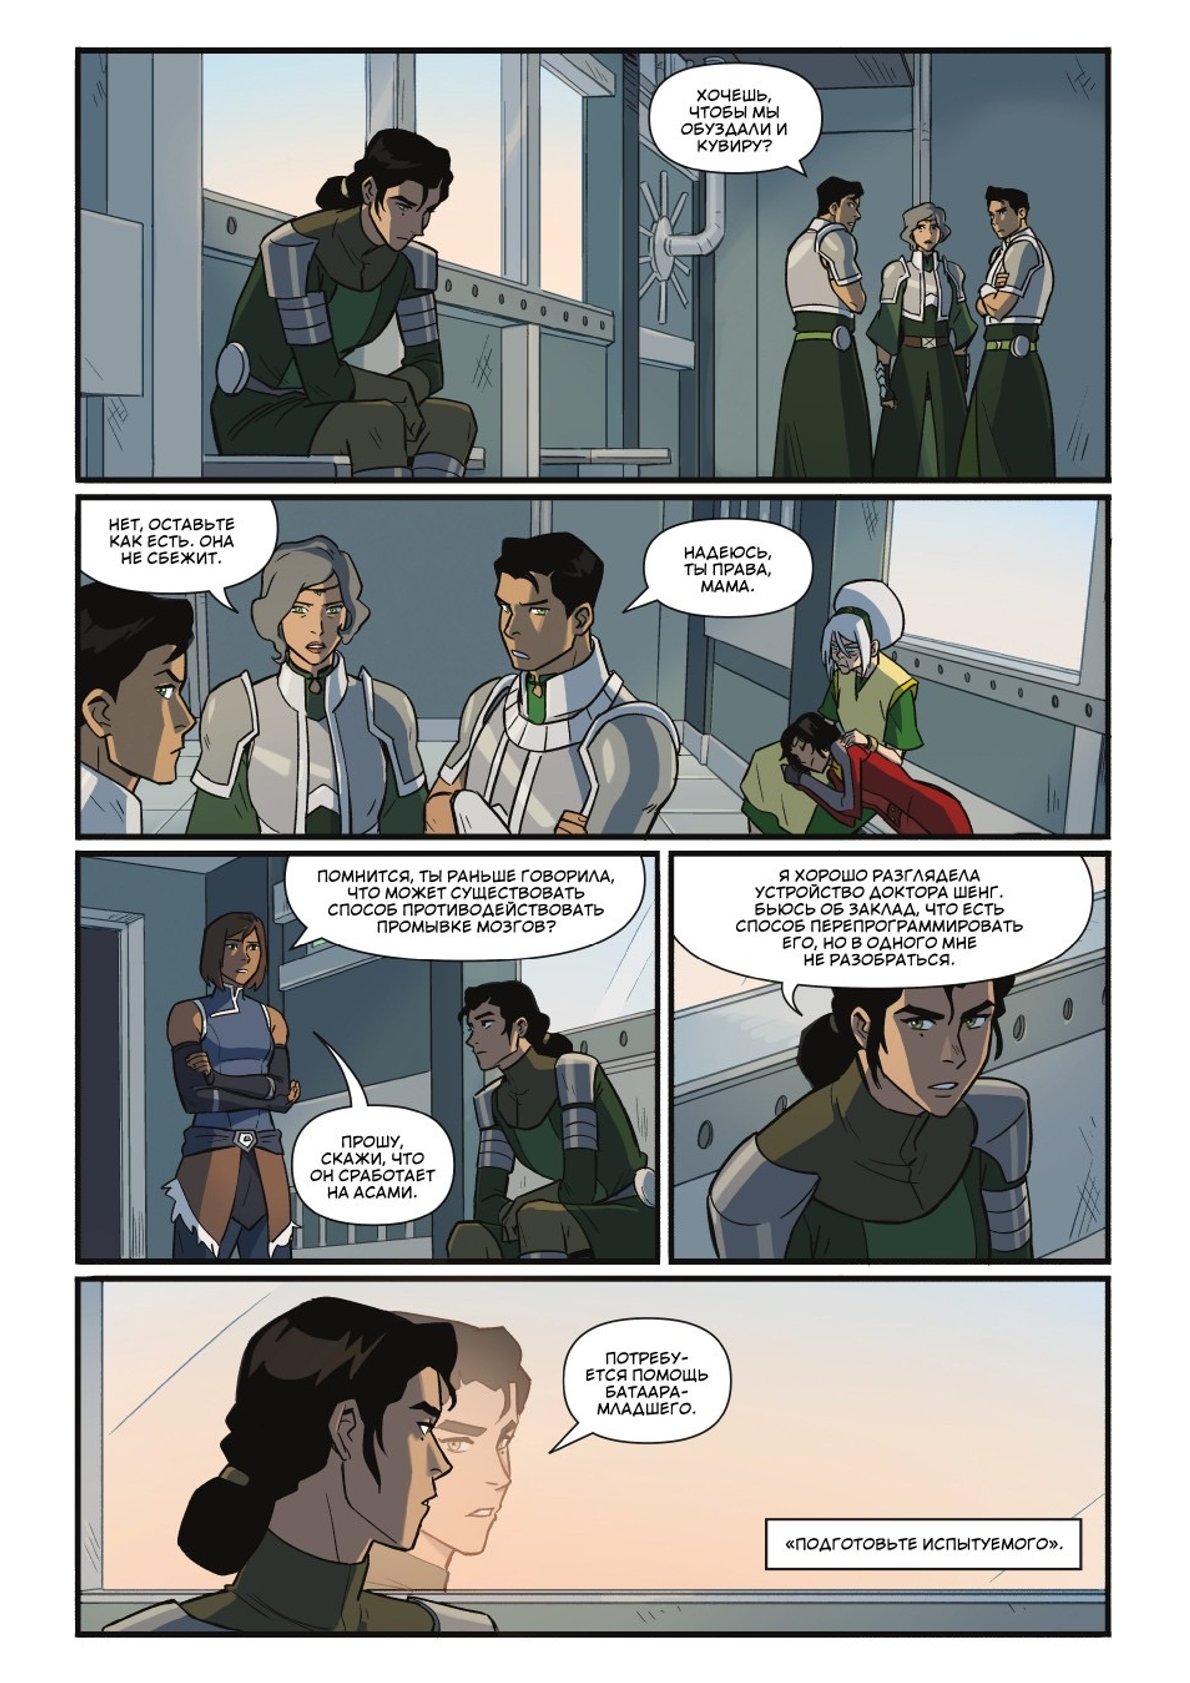 ХОЧЕШЬ,
ЧТОБЫ МЫ
ОБУЗДАЛИ И
КУВИРУ?
НЕТ, ОСТАВЬТЕ
КАК ЕСТЬ. ОНА
НЕ СБЕЖИТ.
НАДЕЮСЬ,
ТЫ ПРАВА,
МАМА.
ПОМНИТСЯ, ТЫ РАНЬШЕ ГОВОРИЛА,
ЧТО МОЖЕТ СУЩЕСТВОВАТЬ
СПОСОБ ПРОТИВОДЕЙСТВОВАТЬ
ПРОМЫВКЕ МОЗГОВ?
ПРОШУ,
СКАЖИ, ЧТО
ОН СРАБОТАЕТ
НА АСАМИ.
Я ХОРОШО РАЗГЛЯДЕЛА
УСТРОЙСТВО ДОКТОРА ШЕНГ.
БЬЮСЬ ОБ ЗАКЛАД, ЧТО ЕСТЬ
СПОСОБ ПЕРЕПРОГРАММИРОВАТЬ
ЕГО, НО В ОДНОГО МНЕ
НЕ РАЗОБРАТЬСЯ.
ПОТРЕБУ-
ЕТСЯ ПОМОЩЬ
БАТААРА-
МЛАДШЕГО.
«ПОДГОТОВЬТЕ ИСПЫТУЕМОГО».